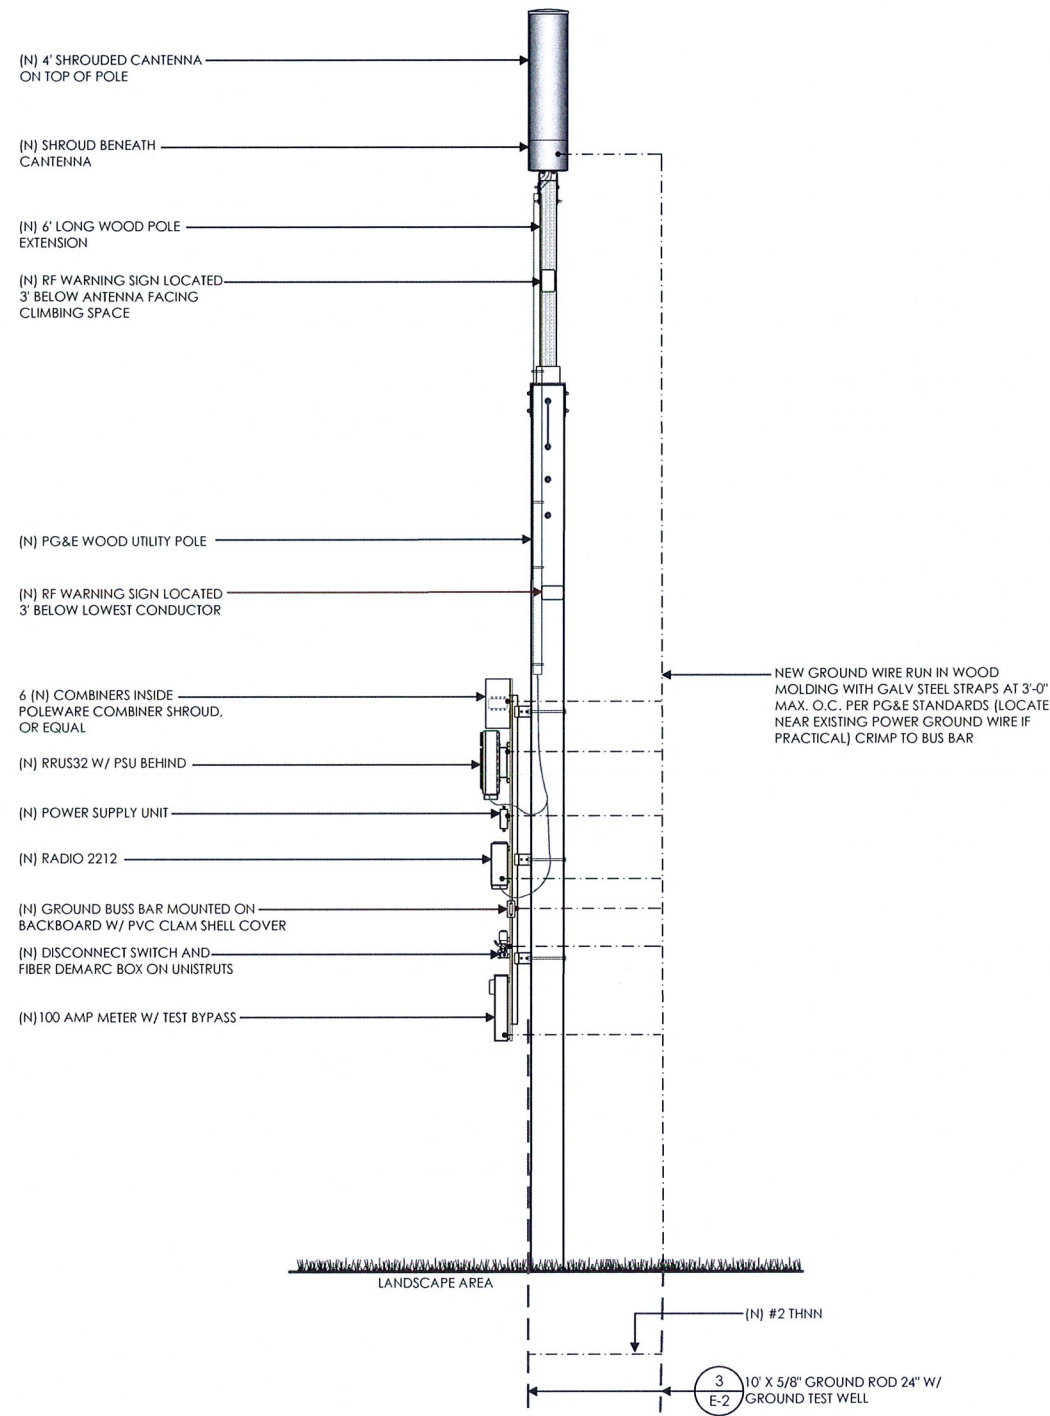 (N) 4' SHROUDED CANTENNA
ON TOP OF POLE
(N) SHROUD BENEATH
CANTENNA
(N) 6' LONG WOOD POLE
EXTENSION
(N) RF WARNING SIGN LOCATED
3' BELOW ANTENNA FACING
CLIMBING SPACE
(N) PG&E WOOD UTILITY POLE
(N) RF WARNING SIGN LOCATED
3' BELOW LOWEST CONDUCTOR
6 (N) COMBINERS INSIDE
POLEWARE COMBINER SHROUD,
OR EQUAL
(N) RRUS32 W/ PSU BEHIND
(N) POWER SUPPLY UNIT
(N) RADIO 2212
(N) GROUND BUSS BAR MOUNTED ON
BACKBOARD W/ PVC CLAM SHELL COVER
(N) DISCONNECT SWITCH AND
FIBER DEMARC BOX ON UNISTRUTS
(N)100 AMP METER W/ TEST BYPASS
NEW GROUND WIRE RUN IN WOOD
MOLDING WITH GALV STEEL STRAPS AT 3'-0"
MAX. O.C. PER PG&E STANDARDS (LOCATE
NEAR EXISTING POWER GROUND WIRE IF
PRACTICAL) CRIMP TO BUS BAR
LANDSCAPE AREA
(N) #2 THNN
3
E-2
10' X 5/8" GROUND ROD 24" W/
GROUND TEST WELL